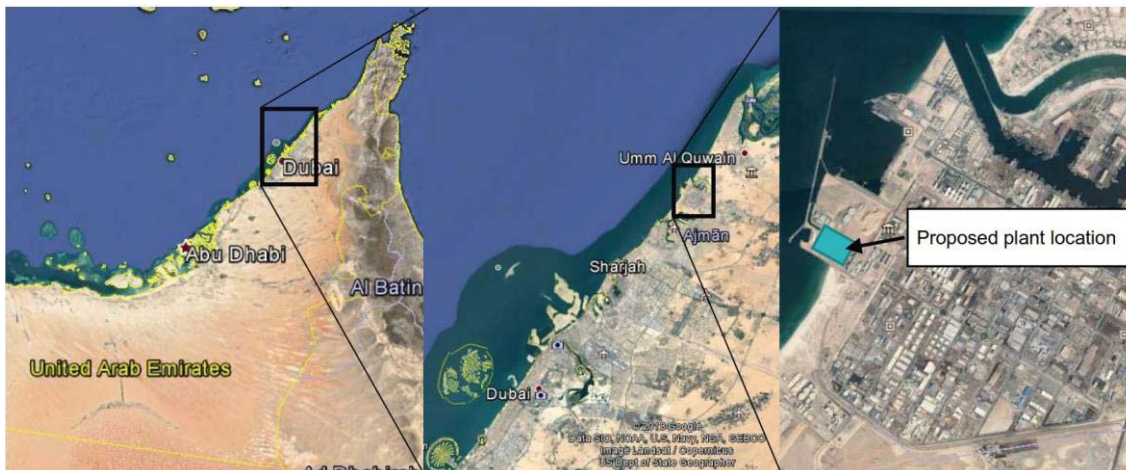 Dubai
Abu Dhabi
Al Batin
United Arab Emirates
Umm Al Quwain
Ajmān
Sharjah
Dubai
© 2018 Google
Data SIO, NOAA, U.S. Navy, NGA, GEBCO
Image Landsat / Copernicus
US Dept of State Geographer
Proposed plant location